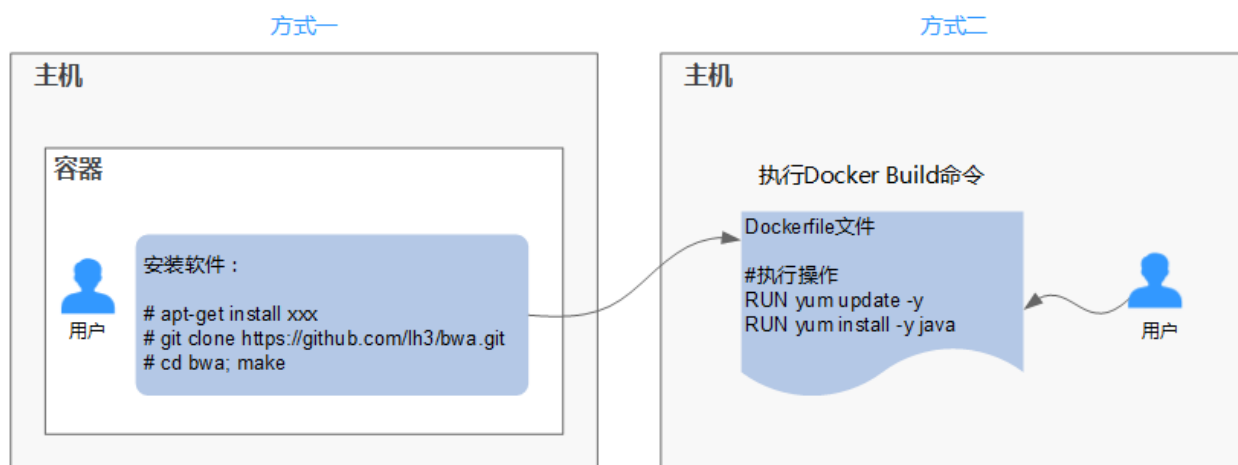 方式一
主机
容器
安装软件：
# apt-get install xxx
# git clone https://github.com/lh3/bwa.git
# cd bwa; make
用户
方式二
主机
执行Docker Build命令
Dockerfile文件
#执行操作
RUN yum update -y
RUN yum install -y java
用户